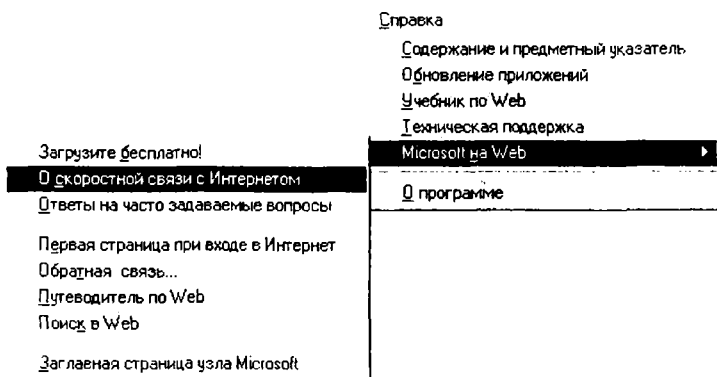 Справка
Содержание и предметный указатель
Обновление приложений
Учебник по Web
Техническая поддержка
Microsoft на Web
О программе
Загрузите бесплатно!
О скоростной связи с Интернетом
Ответы на часто задаваемые вопросы
Первая страница при входе в Интернет
Обратная связь...
Путеводитель по Web
Поиск в Web
Заглавная страница узла Microsoft